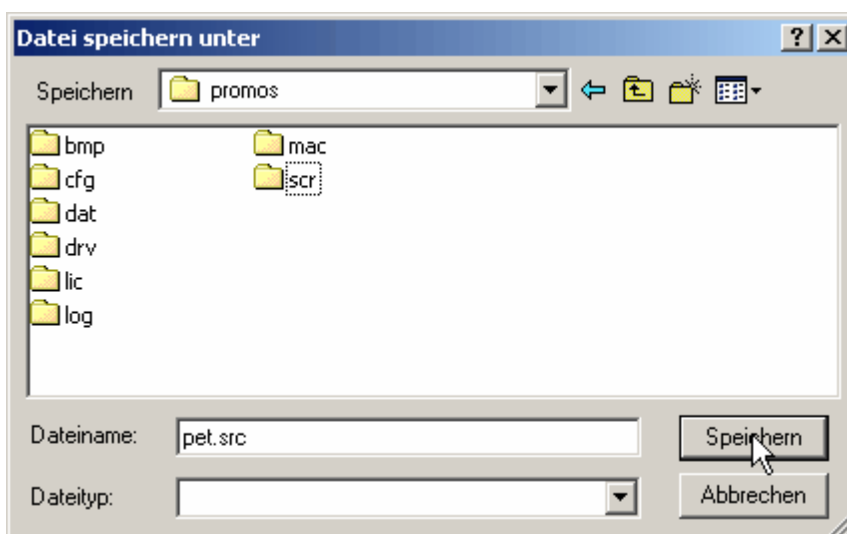 Datei speichern unter
Speichern promos
bmp mac
cfg scr
dat
drv
lic
log
Dateiname: pet.src Speichern
Dateityp: Abbrechen